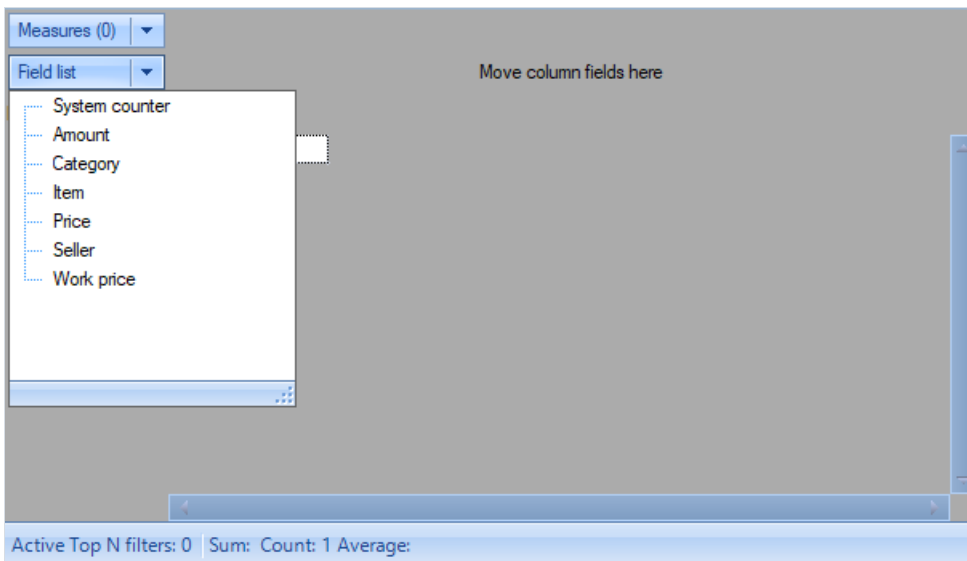 Measures (0)
Field list
Move column fields here
System counter
Amount
Category
Item
Price
Seller
Work price
Active Top N filters: 0 Sum: Count: 1 Average: